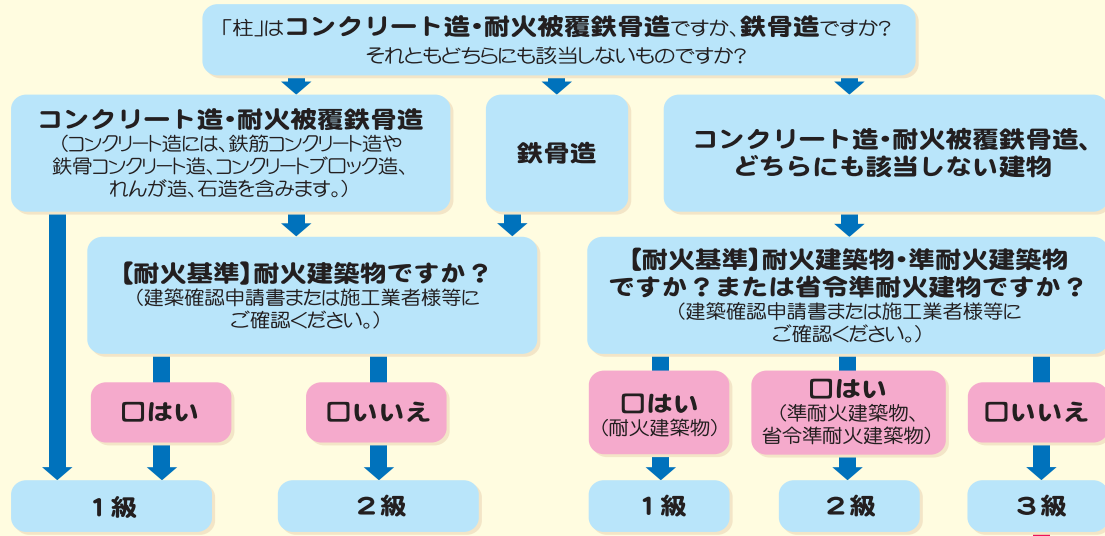 「柱」はコンクリート造・耐火被覆鉄骨造ですか、鉄骨造ですか?
それともどちらにも該当しないものですか?
コンクリート造・耐火被覆鉄骨造
(コンクリート造には、鉄筋コンクリート造や
鉄骨コンクリート造、コンクリートブロック造、
れんが造、石造を含みます。)
鉄骨造
コンクリート造・耐火被覆鉄骨造、
どちらにも該当しない建物
【耐火基準】耐火建築物ですか?
(建築確認申請書または施工業者様等に
ご確認ください。)
【耐火基準】耐火建築物・準耐火建築物
ですか?または省令準耐火建物ですか?
(建築確認申請書または施工業者様等に
ご確認ください。)
□はい
□いいえ
□はい
(耐火建築物)
□はい
(準耐火建築物、
省令準耐火建築物)
□いいえ
1級
2級
1級
2級
3級